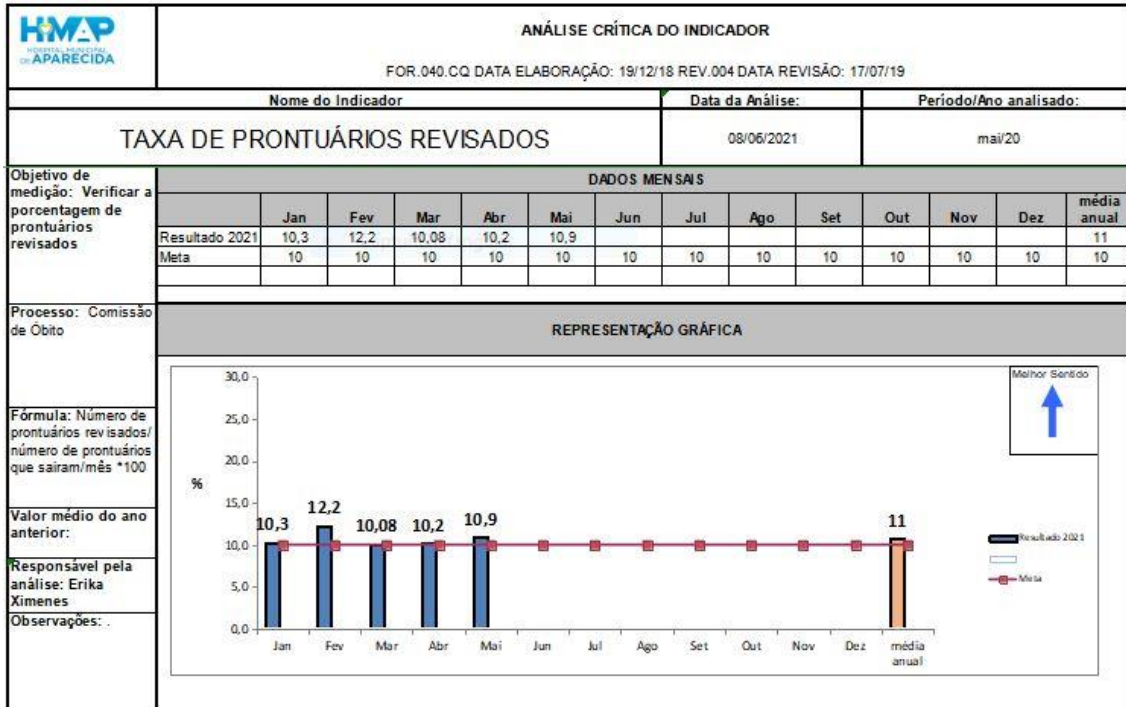 HMAP
HOSPITAL MUNICIPAL
DE APARECIDA
ANÁLISE CRÍTICA DO INDICADOR
FOR.040.CQ DATA ELABORAÇÃO: 19/12/18 REV.004 DATA REVISÃO: 17/07/19
Nome do Indicador Data da Análise: Período/Ano analisado:
TAXA DE PRONTUÁRIOS REVISADOS 08/06/2021 mai/20
Objetivo de
medição: Verificar a
porcentagem de
prontuários
revisados
DADOS MENSAIS
Jan Fev Mar Abr Mai Jun Jul Ago Set Out Nov Dez média anual
Resultado 2021 10,3 12,2 10,08 10,2 10,9 11
Meta 10 10 10 10 10 10 10 10 10 10 10 10 10
Processo: Comissão
de Óbito
REPRESENTAÇÃO GRÁFICA
Fórmula: Número de
prontuários revisados/
número de prontuários
que sairam/mês *100
Valor médio do ano
anterior:
Responsável pela
análise: Erika
Ximenes
Observações: .
Melhor Sentido
%
30,0
25,0
20,0
15,0
10,0
5,0
0,0
10,3 12,2 10,08 10,2 10,9 11
Jan Fev Mar Abr Mai Jun Jul Ago Set Out Nov Dez média
anual
Resultado 2021
Meta